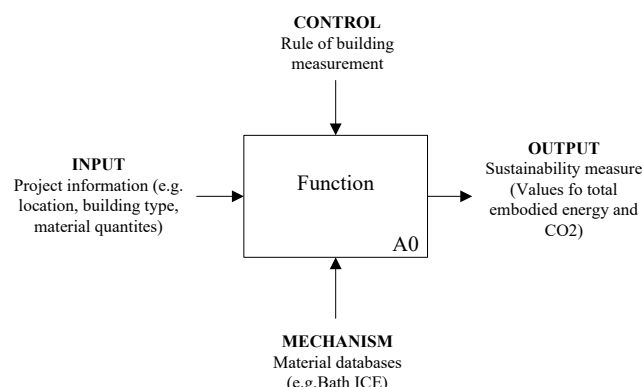 CONTROL
Rule of building
measurement
INPUT
Project information (e.g.
location, building type,
material quantites)
Function
A0
OUTPUT
Sustainability measure
(Values fo total
embodied energy and
CO2)
MECHANISM
Material databases
(e.g.Bath ICE)